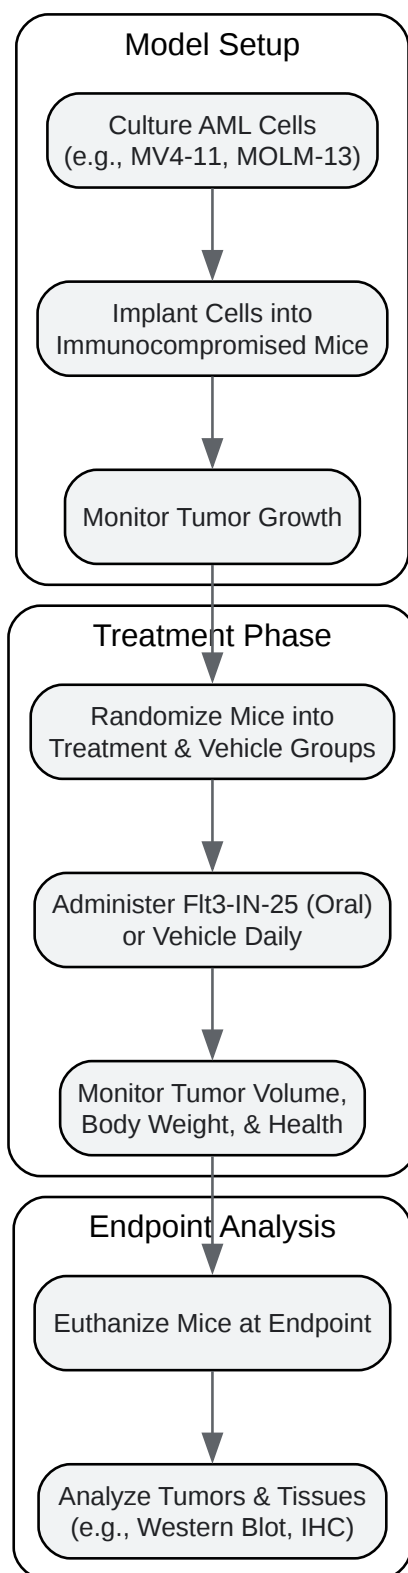 Model Setup
Culture AML Cells
(e.g., MV4-11, MOLM-13)
Implant Cells into
Immunocompromised Mice
Monitor Tumor Growth
Treatment Phase
Randomize Mice into
Treatment & Vehicle Groups
Administer Flt3-IN-25 (Oral)
or Vehicle Daily
Monitor Tumor Volume,
Body Weight, & Health
Endpoint Analysis
Euthanize Mice at Endpoint
Analyze Tumors & Tissues
(e.g., Western Blot, IHC)